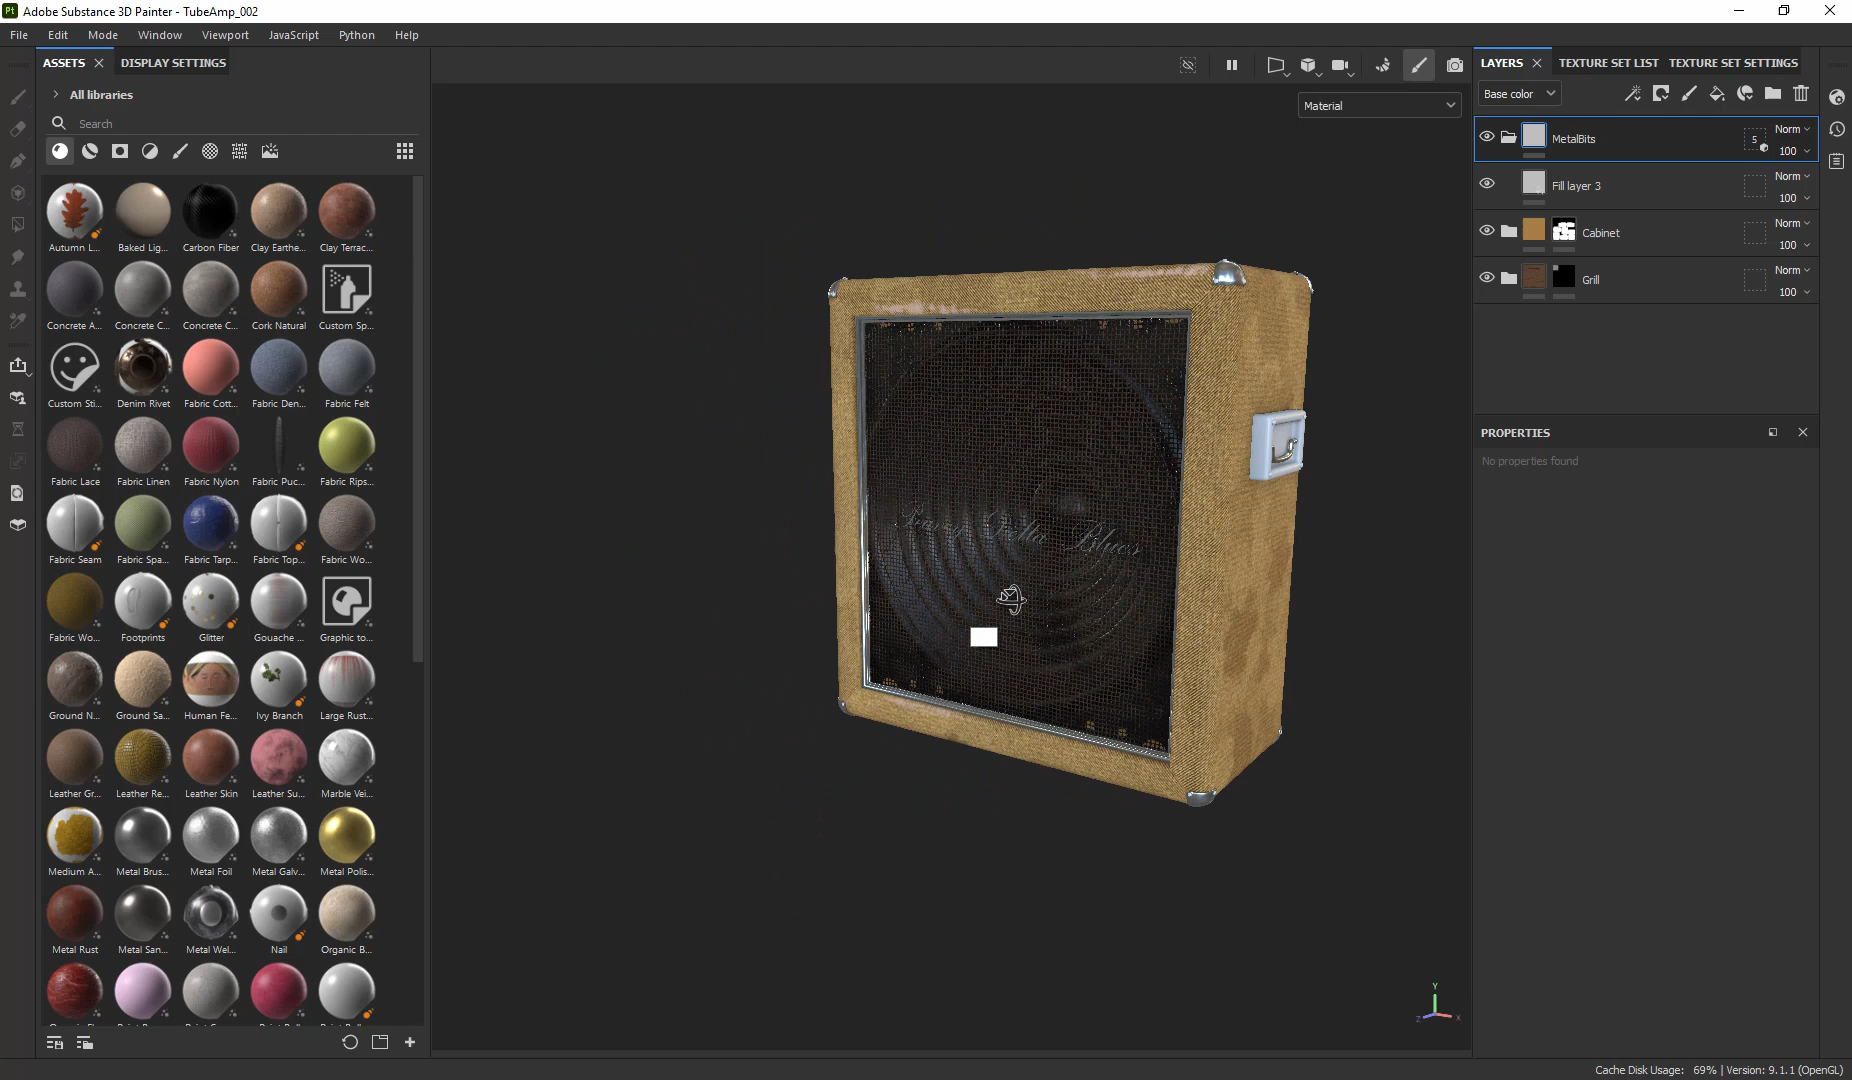 Pt Adobe Substance 3D Painter - TubeAmp_002
File Edit Mode Window Viewport JavaScript Python Help
ASSETS DISPLAY SETTINGS
All libraries
Search
Autumn L... Baked Lig... Carbon Fiber Clay Earthe... Clay Terrac...
Concrete A... Concrete C... Concrete C... Cork Natural Custom Sp...
Custom Sti... Denim Rivet Fabric Cott... Fabric Den... Fabric Felt
Fabric Lace Fabric Linen Fabric Nylon Fabric Puc... Fabric Rips...
Fabric Seam Fabric Spa... Fabric Tarp... Fabric Top... Fabric Wo...
Fabric Wo... Footprints Glitter Gouache ... Graphic to...
Ground N... Ground Sa... Human Fe... Ivy Branch Large Rust...
Leather Gr... Leather Re... Leather Skin Leather Su... Marble Vei...
Medium A... Metal Brus... Metal Foil Metal Galv... Metal Polis...
Metal Rust Metal San... Metal Wel... Nail Organic B...
Material
Delta Blues
Y
Z X
LAYERS TEXTURE SET LIST TEXTURE SET SETTINGS
Base color
MetalBits 5 Norm
100
Fill layer 3 Norm
100
Cabinet Norm
100
Grill Norm
100
PROPERTIES
No properties found
Cache Disk Usage: 69% | Version: 9.1.1 (OpenGL)